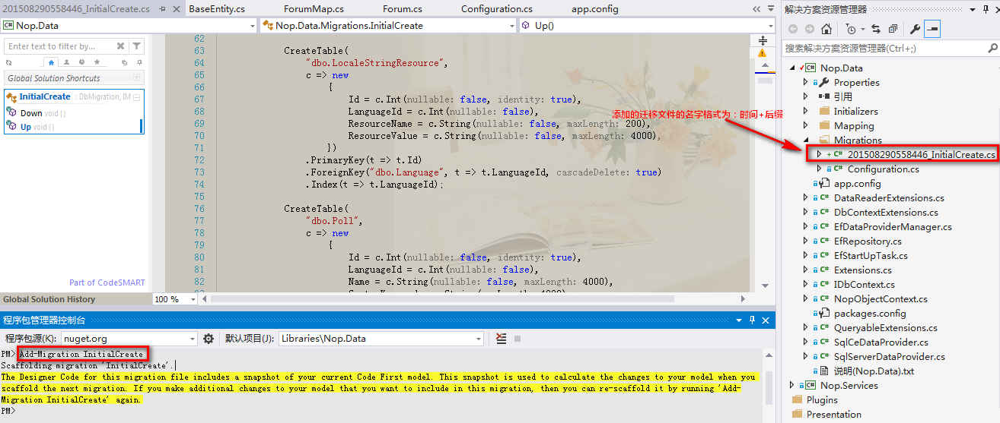 201508290558446_InitialCreate.cs
BaseEntity.cs
ForumMap.cs
Forum.cs
Configuration.cs
app.config
Nop.Data
Nop.Data.Migrations.InitialCreate
Up()
Enter text to filter by...
Global Solution Shortcuts
InitialCreate : DbMigration, IM
Down void ( )
Up void ( )
Part of CodeSMART
Global Solution History
62
63 CreateTable(
64 "dbo.LocaleStringResource",
65 c => new
66 {
67 Id = c.Int(nullable: false, identity: true),
68 LanguageId = c.Int(nullable: false),
69 ResourceName = c.String(nullable: false, maxLength: 200),
70 ResourceValue = c.String(nullable: false, maxLength: 4000),
71 })
72 .PrimaryKey(t => t.Id)
73 .ForeignKey("dbo.Language", t => t.LanguageId, cascadeDelete: true)
74 .Index(t => t.LanguageId);
75
76 CreateTable(
77 "dbo.Poll",
78 c => new
79 {
80 Id = c.Int(nullable: false, identity: true),
81 LanguageId = c.Int(nullable: false),
82 Name = c.String(nullable: false, maxLength: 4000),
100 %
添加的迁移文件的名字格式为：时间+后缀
程序包管理器控制台
程序包源(K): nuget.org
默认项目(J): Libraries\Nop.Data
PM> Add-Migration InitialCreate
Scaffolding migration 'InitialCreate'.
The Designer Code for this migration file includes a snapshot of your current Code First model. This snapshot is used to calculate the changes to your model when you
scaffold the next migration. If you make additional changes to your model that you want to include in this migration, then you can re-scaffold it by running 'Add-
Migration InitialCreate' again.
PM>
解决方案资源管理器
搜索解决方案资源管理器(Ctrl+;)
Nop.Data
Properties
引用
Initializers
Mapping
Migrations
201508290558446_InitialCreate.cs
Configuration.cs
app.config
DataReaderExtensions.cs
DbContextExtensions.cs
EfDataProviderManager.cs
EfRepository.cs
EfStartUpTask.cs
Extensions.cs
IDbContext.cs
NopObjectContext.cs
packages.config
QueryableExtensions.cs
SqlCeDataProvider.cs
SqlServerDataProvider.cs
说明(Nop.Data).txt
Nop.Services
Plugins
Presentation